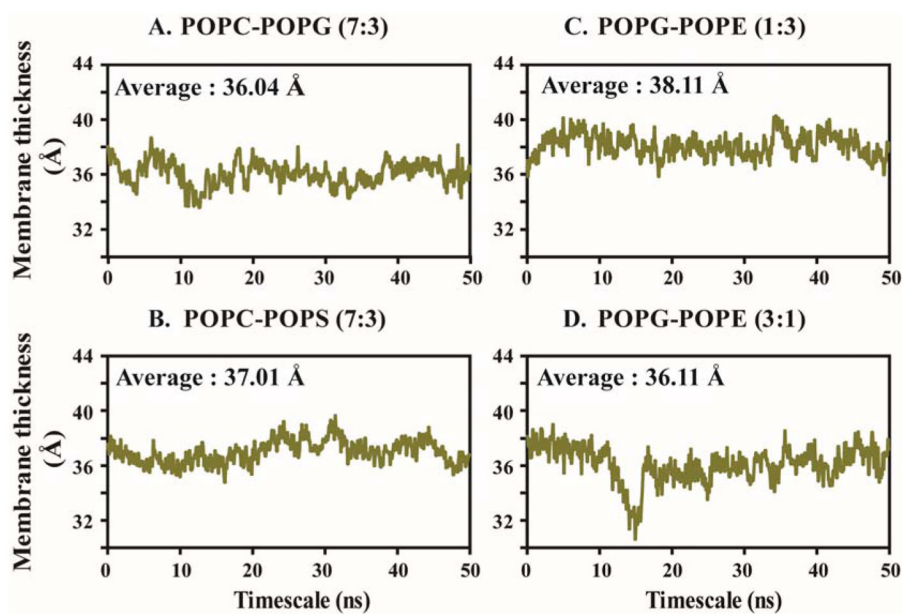 A. POPC-POPG (7:3)
Membrane thickness
(Å)
44
40
36
32
Average : 36.04 Å
0 10 20 30 40 50
C. POPG-POPE (1:3)
44
40
36
32
Average : 38.11 Å
0 10 20 30 40 50
B. POPC-POPS (7:3)
Membrane thickness
(Å)
44
40
36
32
Average : 37.01 Å
0 10 20 30 40 50
Timescale (ns)
D. POPG-POPE (3:1)
44
40
36
32
Average : 36.11 Å
0 10 20 30 40 50
Timescale (ns)